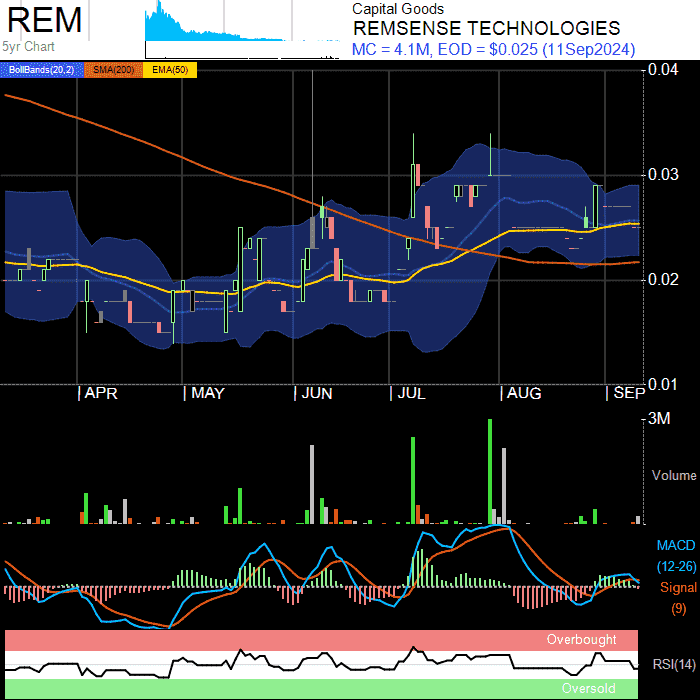 REM
5yr Chart
Capital Goods
REMSENSE TECHNOLOGIES
MC = 4.1M, EOD = $0.025 (11Sep2024)
BollBands(20,2) SMA(200) EMA(50)
0.04
0.03
0.02
0.01
APR MAY JUN JUL AUG SEP
3M
Volume
MACD
(12-26)
Signal
(9)
Overbought
RSI(14)
Oversold